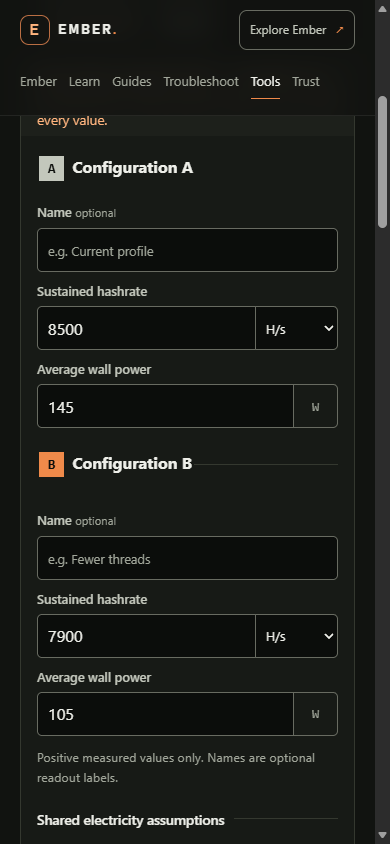 E EMBER.
Explore Ember ↗
Ember Learn Guides Troubleshoot Tools Trust
every value.
A Configuration A
Name optional
e.g. Current profile
Sustained hashrate
8500 H/s
Average wall power
145 W
B Configuration B
Name optional
e.g. Fewer threads
Sustained hashrate
7900 H/s
Average wall power
105 W
Positive measured values only. Names are optional
readout labels.
Shared electricity assumptions